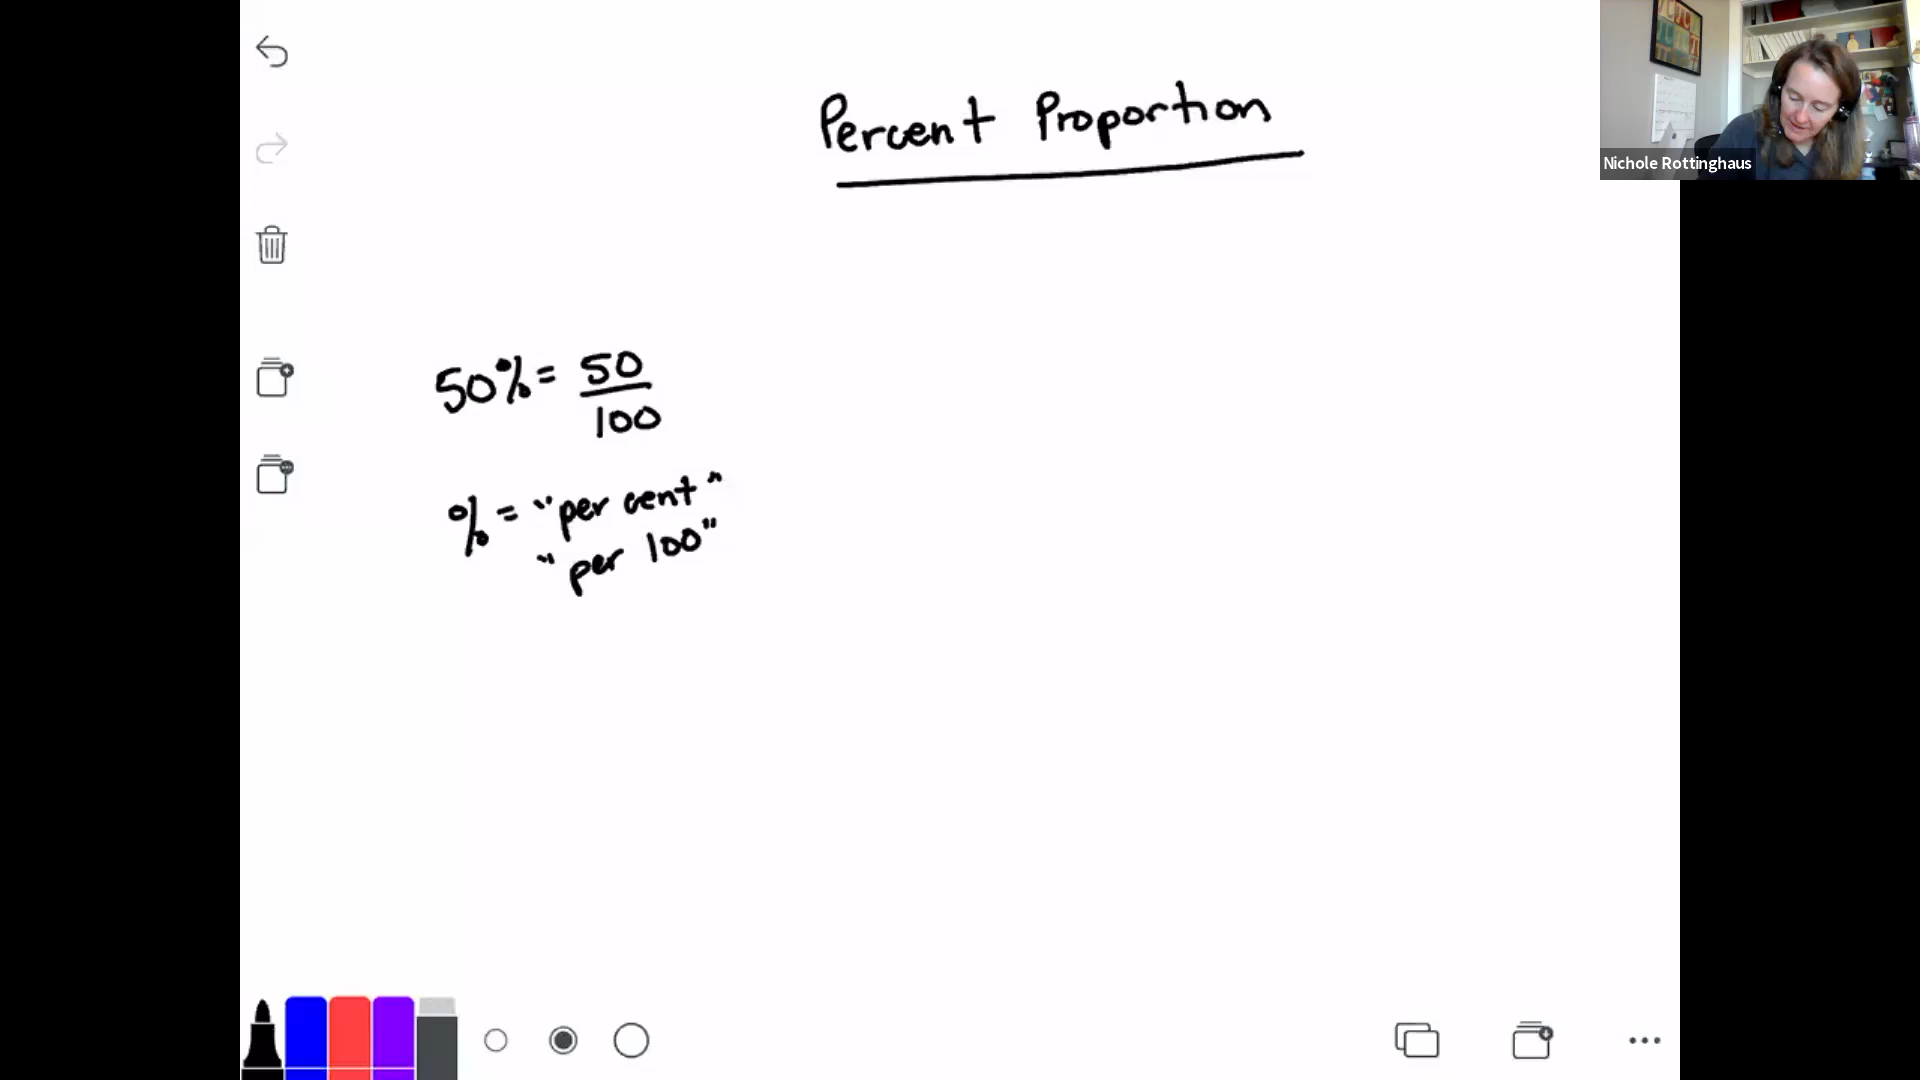 Percent Proportion
Nichole Rottinghaus
50% = 50/100
% = "per cent"
"per 100"